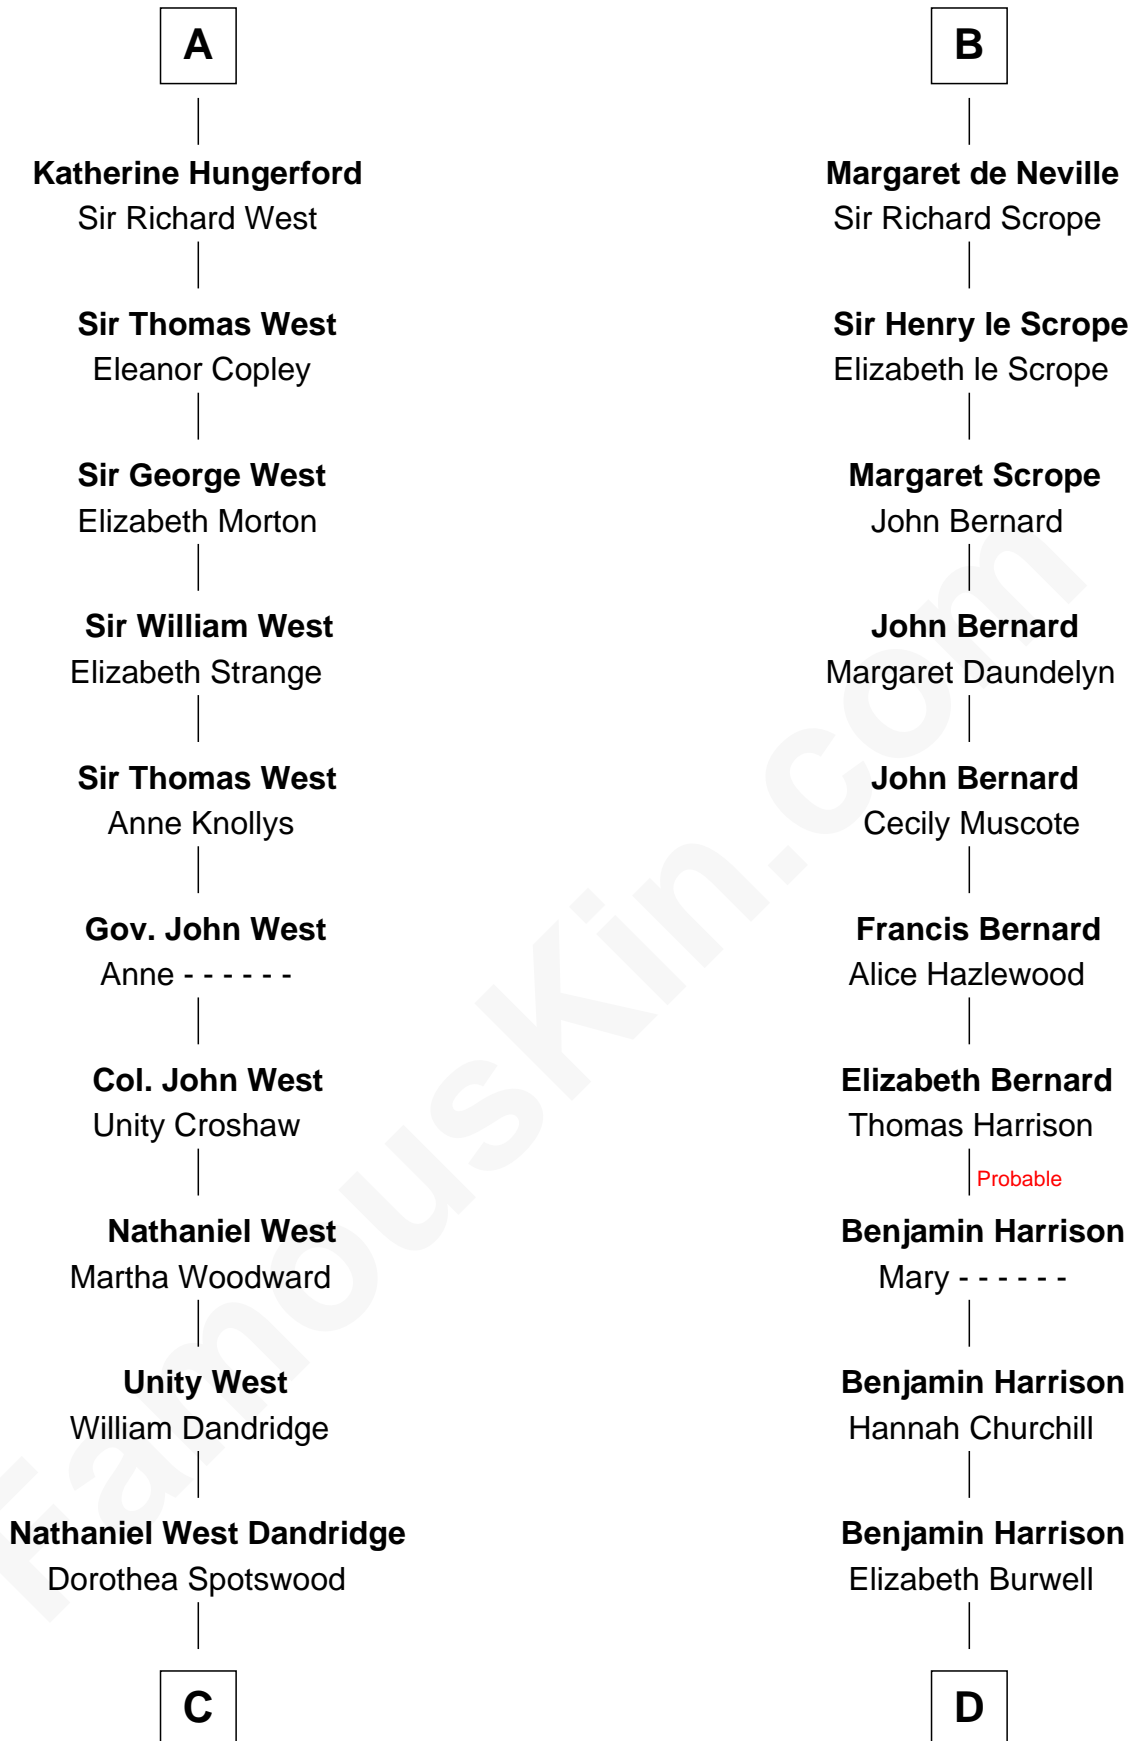 A
Katherine Hungerford
Sir Richard West
Sir Thomas West
Eleanor Copley
Sir George West
Elizabeth Morton
Sir William West
Elizabeth Strange
Sir Thomas West
Anne Knollys
Gov. John West
Anne - - - - - -
Col. John West
Unity Croshaw
Nathaniel West
Martha Woodward
Unity West
William Dandridge
Nathaniel West Dandridge
Dorothea Spotswood
C
B
Margaret de Neville
Sir Richard Scrope
Sir Henry le Scrope
Elizabeth le Scrope
Margaret Scrope
John Bernard
John Bernard
Margaret Daundelyn
John Bernard
Cecily Muscote
Francis Bernard
Alice Hazlewood
Elizabeth Bernard
Thomas Harrison
Probable
Benjamin Harrison
Mary - - - - - -
Benjamin Harrison
Hannah Churchill
Benjamin Harrison
Elizabeth Burwell
D
FamousKin.com